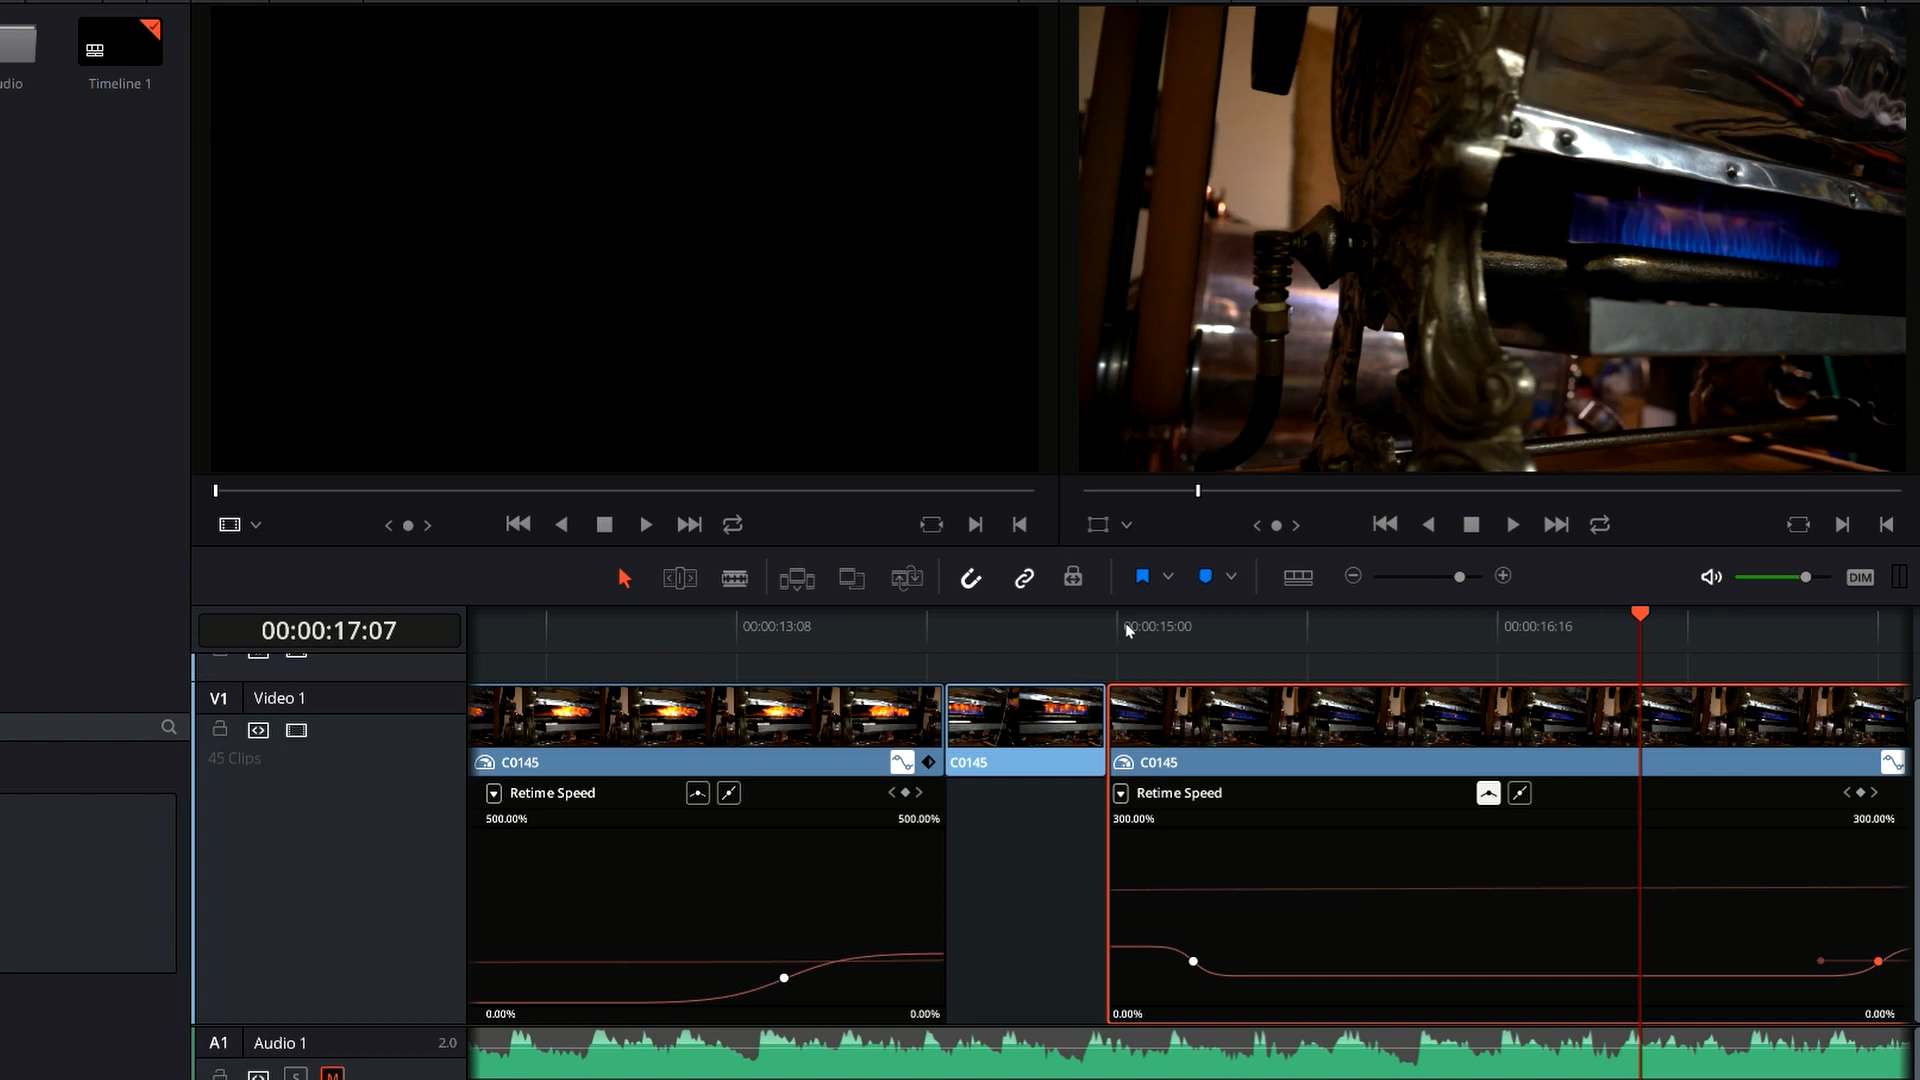 udio
Timeline 1
DIM
00:00:17:07
00:00:13:08
00:00:15:00
00:00:16:16
V1
Video 1
45 Clips
C0145
C0145
C0145
Retime Speed
Retime Speed
500.00%
500.00%
300.00%
300.00%
0.00%
0.00%
0.00%
0.00%
A1
Audio 1
2.0
S
M